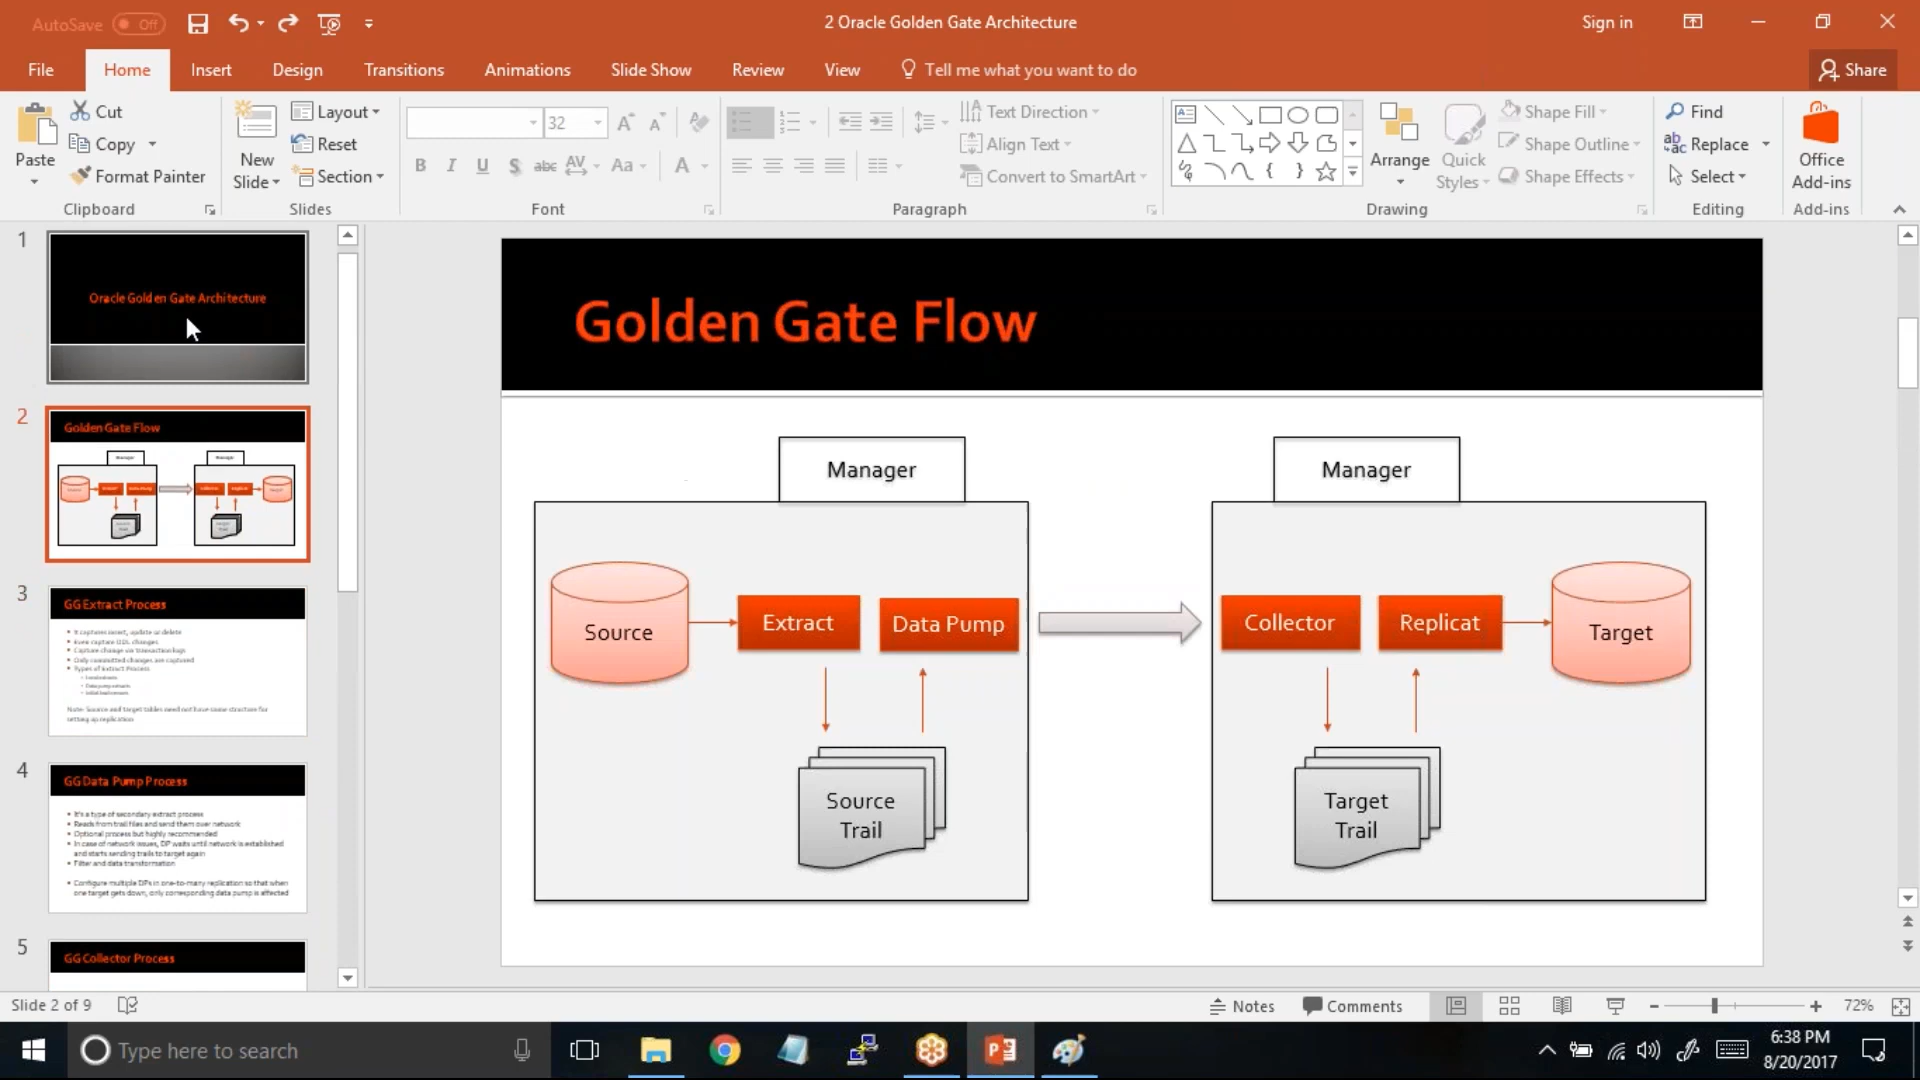 AutoSave Off
2 Oracle Golden Gate Architecture
Sign in
File Home Insert Design Transitions Animations Slide Show Review View Tell me what you want to do Share
Paste
Cut
Copy
Format Painter
Clipboard
New
Slide
Layout
Reset
Section
Slides
32
B I U S abc AV Aa A
Font
Text Direction
Align Text
Convert to SmartArt
Paragraph
Arrange
Quick
Styles
Shape Fill
Shape Outline
Shape Effects
Drawing
Find
Replace
Select
Editing
Office
Add-ins
Add-ins
1
Oracle Golden Gate Architecture
2
Golden Gate Flow
3
GG Extract Process
It captures insert, update or delete
Even capture DDL changes
Capture change via transaction logs
Only committed changes are captured
Types of Extract Process
Note: Source and target tables need not have same structure for
setting up replication
4
GG Data Pump Process
It's a type of secondary extract process
Reads from trail files and send them over network
Optional process but highly recommended
In case of network issues, DP waits until network is established
and starts sending trails to target again
Filter and data transformation
Configure multiple DPs in one-to-many replication so that when
one target gets down, only corresponding data pump is affected
5
GG Collector Process
Golden Gate Flow
Manager
Source
Extract
Data Pump
Source
Trail
Manager
Collector
Replicat
Target
Target
Trail
Slide 2 of 9
Notes
Comments
72%
Type here to search
6:38 PM
8/20/2017